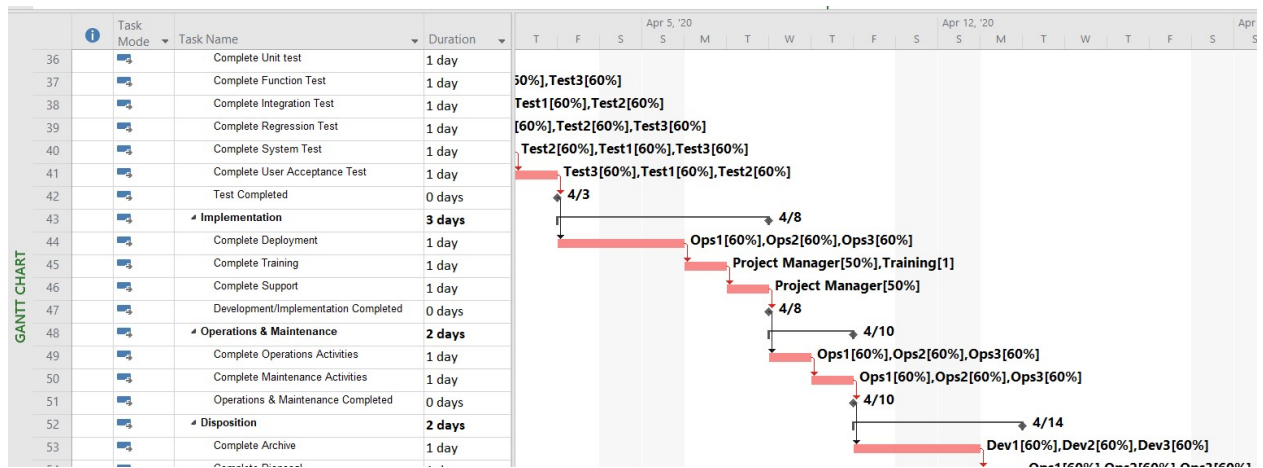 Apr 5, '20 Apr 12, '20 Apr
Task Mode Task Name Duration T F S S M T W T F S S M T W T F S S
36 Complete Unit test 1 day
37 Complete Function Test 1 day 50%],Test3[60%]
38 Complete Integration Test 1 day Test1[60%],Test2[60%]
39 Complete Regression Test 1 day [60%],Test2[60%],Test3[60%]
40 Complete System Test 1 day Test2[60%],Test1[60%],Test3[60%]
41 Complete User Acceptance Test 1 day Test3[60%],Test1[60%],Test2[60%]
42 Test Completed 0 days 4/3
43 Implementation 3 days 4/8
44 Complete Deployment 1 day Ops1[60%],Ops2[60%],Ops3[60%]
45 Complete Training 1 day Project Manager[50%],Training[1]
46 Complete Support 1 day Project Manager[50%]
47 Development/Implementation Completed 0 days 4/8
48 Operations & Maintenance 2 days 4/10
49 Complete Operations Activities 1 day Ops1[60%],Ops2[60%],Ops3[60%]
50 Complete Maintenance Activities 1 day Ops1[60%],Ops2[60%],Ops3[60%]
51 Operations & Maintenance Completed 0 days 4/10
52 Disposition 2 days 4/14
53 Complete Archive 1 day Dev1[60%],Dev2[60%],Dev3[60%]
GANTT CHART